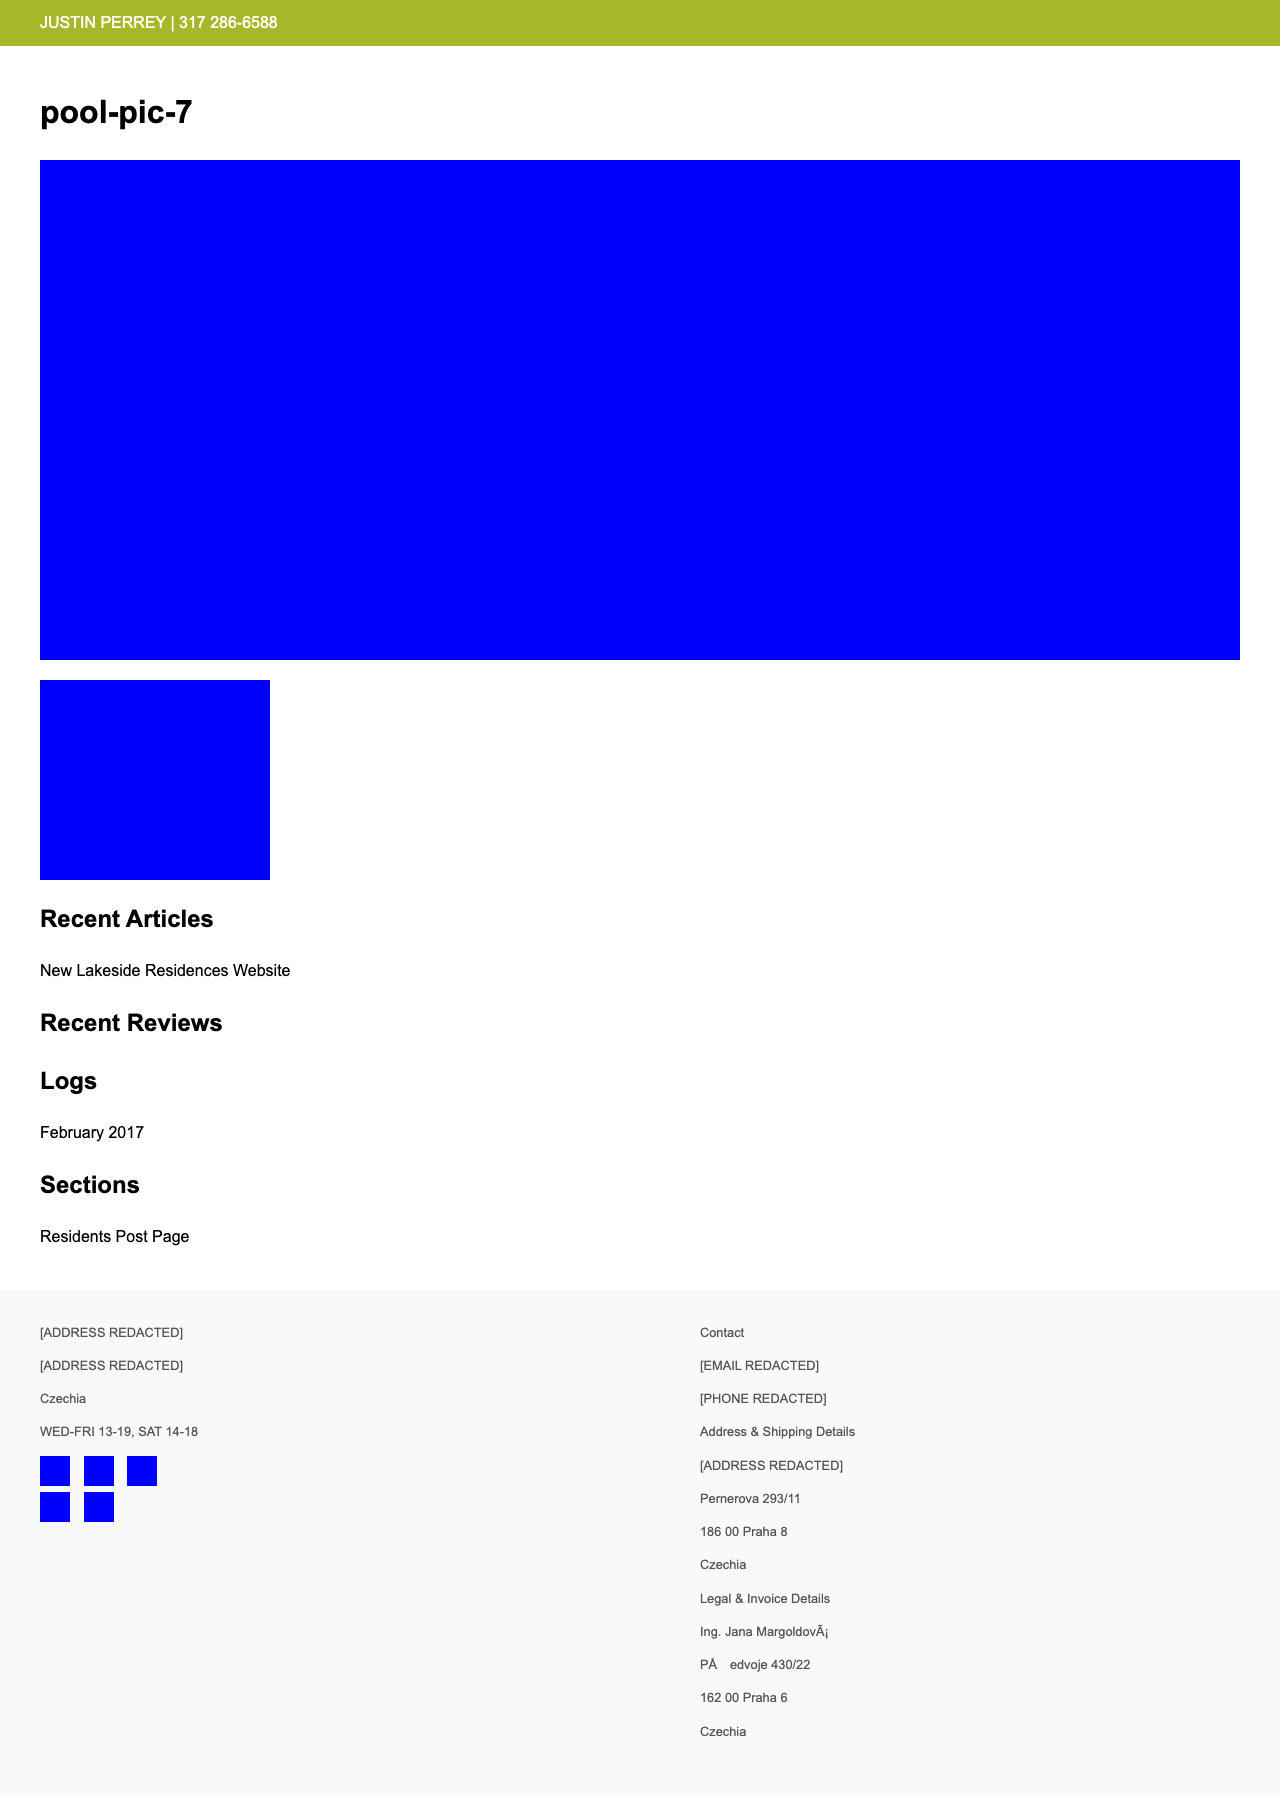 JUSTIN PERREY | 317 286-6588
pool-pic-7
Recent Articles
New Lakeside Residences Website
Recent Reviews
Logs
February 2017
Sections
Residents Post Page
[ADDRESS REDACTED]
[ADDRESS REDACTED]
Czechia
WED-FRI 13-19, SAT 14-18
Contact
[EMAIL REDACTED]
[PHONE REDACTED]
Address & Shipping Details
[ADDRESS REDACTED]
Pernerova 293/11
186 00 Praha 8
Czechia
Legal & Invoice Details
Ing. Jana MargoldovÃ¡
PÅ edvoje 430/22
162 00 Praha 6
Czechia